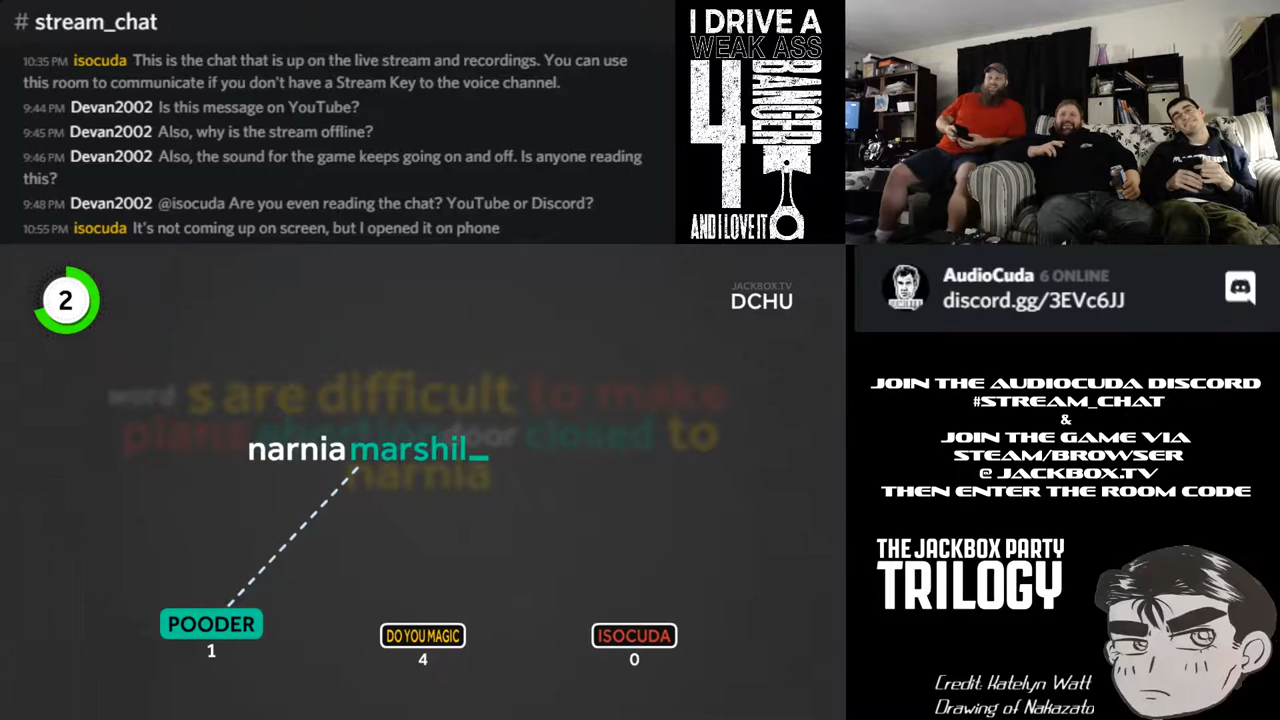 # stream_chat
10:35 PM isocuda This is the chat that is up on the live stream and recordings. You can use
this room to communicate if you don't have a Stream Key to the voice channel.
9:44 PM Devan2002 Is this message on YouTube?
9:45 PM Devan2002 Also, why is the stream offline?
9:46 PM Devan2002 Also, the sound for the game keeps going on and off. Is anyone reading
this?
9:48 PM Devan2002 @isocuda Are you even reading the chat? YouTube or Discord?
10:55 PM isocuda It's not coming up on screen, but I opened it on phone
I DRIVE A
WEAK ASS
4
BANGER
AND I LOVE IT
AudioCuda 6 ONLINE
discord.gg/3EVc6JJ
2
JACKBOX.TV
DCHU
word s are difficult to make
plans door closed to
narnia
narnia marshil_
POODER
1
DO YOU MAGIC
4
ISOCUDA
0
JOIN THE AUDIOCUDA DISCORD
#STREAM_CHAT
&
JOIN THE GAME VIA
STEAM/BROWSER
@ JACKBOX.TV
THEN ENTER THE ROOM CODE
THE JACKBOX PARTY
TRILOGY
Credit: Katelyn Watt
Drawing of Nakazato